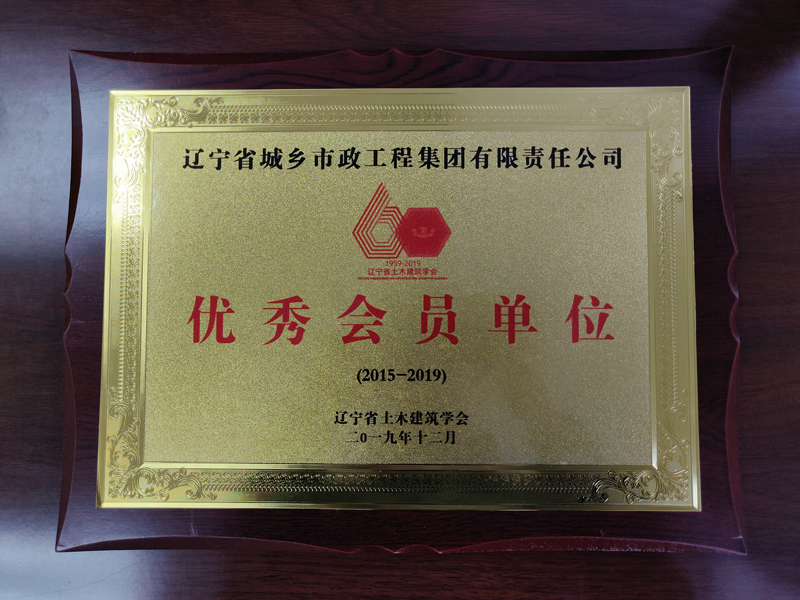 辽宁省城乡市政工程集团有限责任公司
60
1959-2019
辽宁省土木建筑学会
优秀会员单位
(2015-2019)
辽宁省土木建筑学会
二0一九年十二月